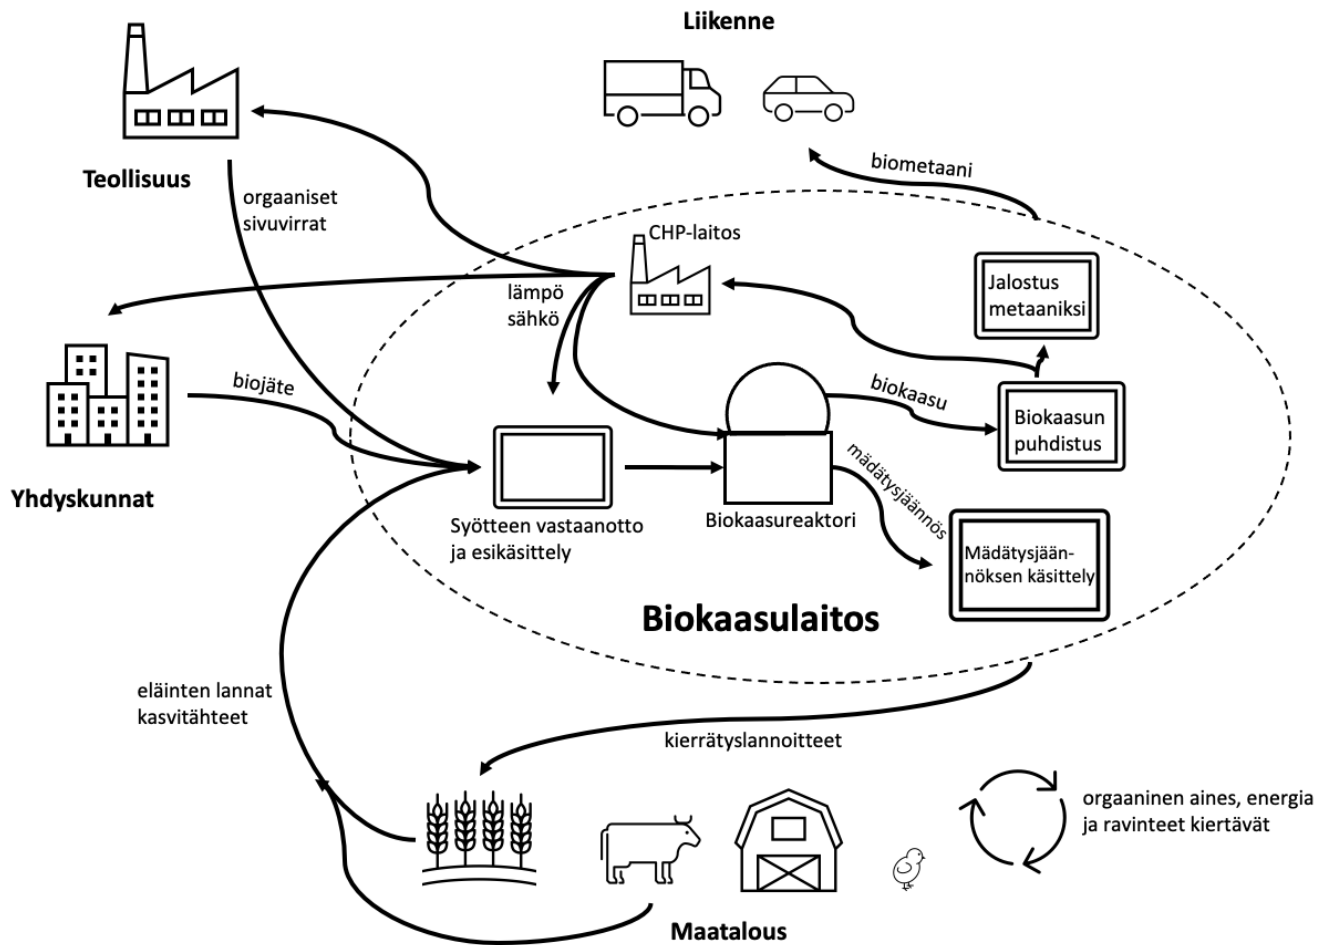 Liikenne
Teollisuus
orgaaniset
sivuvirrat
biometaani
CHP-laitos
lämpö
sähkö
Jalostus
metaaniksi
biojäte
biokaasu
Biokaasun
puhdistus
Yhdyskunnat
Syötteen vastaanotto
ja esikäsittely
Biokaasureaktori
mädätysjäännös
Mädätysjään-
nöksen käsittely
Biokaasulaitos
eläinten lannat
kasvitähteet
kierrätyslannoitteet
orgaaninen aines, energia
ja ravinteet kiertävät
Maatalous